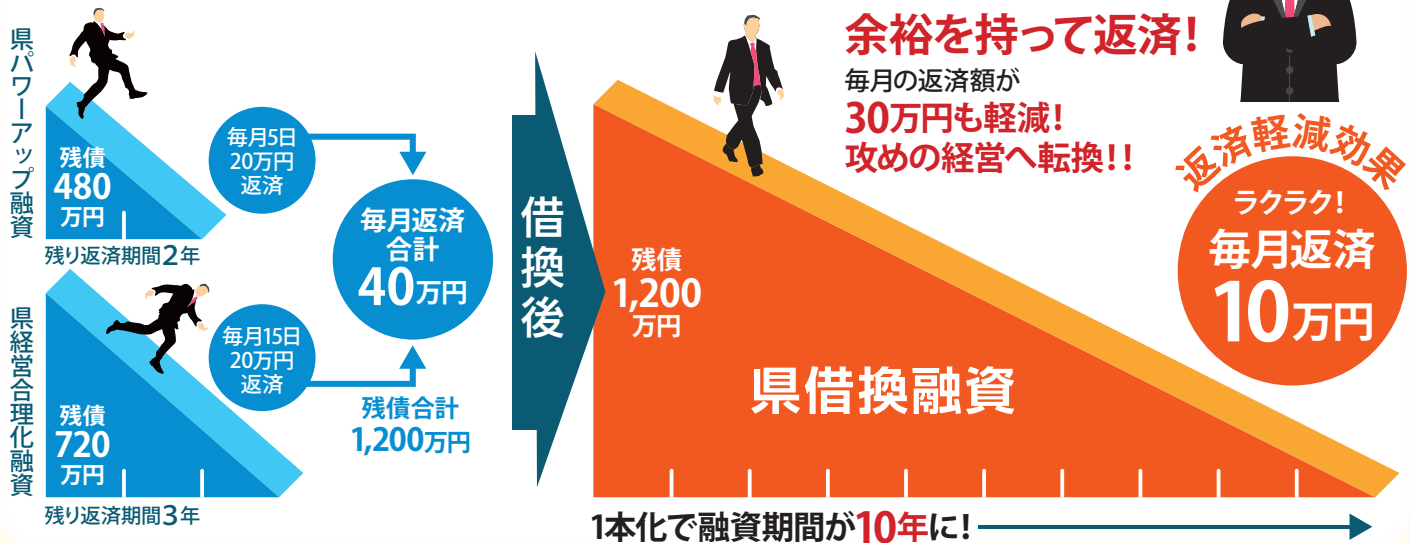 県パワーアップ融資
残債
480
万円
残り返済期間2年
毎月5日
20万円
返済
県経営合理化融資
残債
720
万円
残り返済期間3年
毎月15日
20万円
返済
毎月返済
合計
40万円
残債合計
1,200万円
借換後
余裕を持って返済!
毎月の返済額が
30万円も軽減!
攻めの経営へ転換!!
返済軽減効果
ラクラク!
毎月返済
10万円
残債
1,200
万円
県借換融資
1本化で融資期間が10年に!